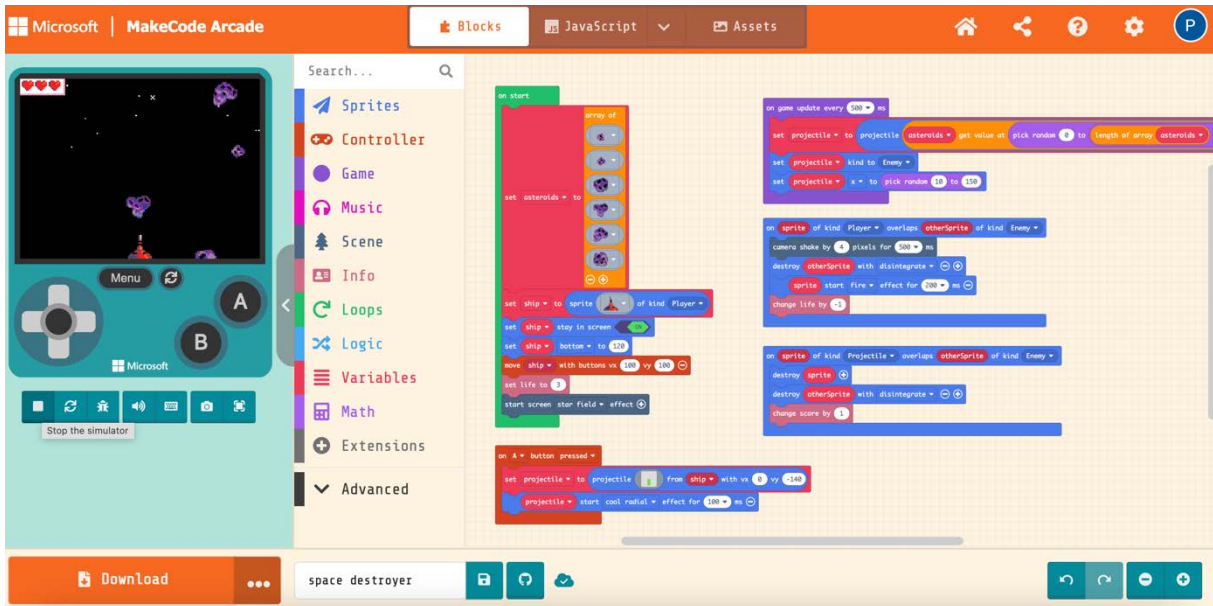 Microsoft | MakeCode Arcade
Blocks
JS JavaScript
Assets
P
Menu
A
B
Microsoft
Stop the simulator
Search...
Sprites
Controller
Game
Music
Scene
Info
Loops
Logic
Variables
Math
Extensions
Advanced
on start
array of
set asteroids to
set ship to sprite of kind Player
set ship stay in screen ON
set ship bottom to 120
move ship with buttons vx 100 vy 100
set life to 3
start screen star field effect
on A button pressed
set projectile to projectile from ship with vx 0 vy -140
projectile start cool radial effect for 100 ms
on game update every 500 ms
set projectile to projectile asteroids get value at pick random 0 to length of array asteroids
set projectile kind to Enemy
set projectile x to pick random 10 to 150
on sprite of kind Player overlaps otherSprite of kind Enemy
camera shake by 4 pixels for 500 ms
destroy otherSprite with disintegrate
sprite start fire effect for 200 ms
change life by -1
on sprite of kind Projectile overlaps otherSprite of kind Enemy
destroy sprite
destroy otherSprite with disintegrate
change score by 1
Download
space destroyer